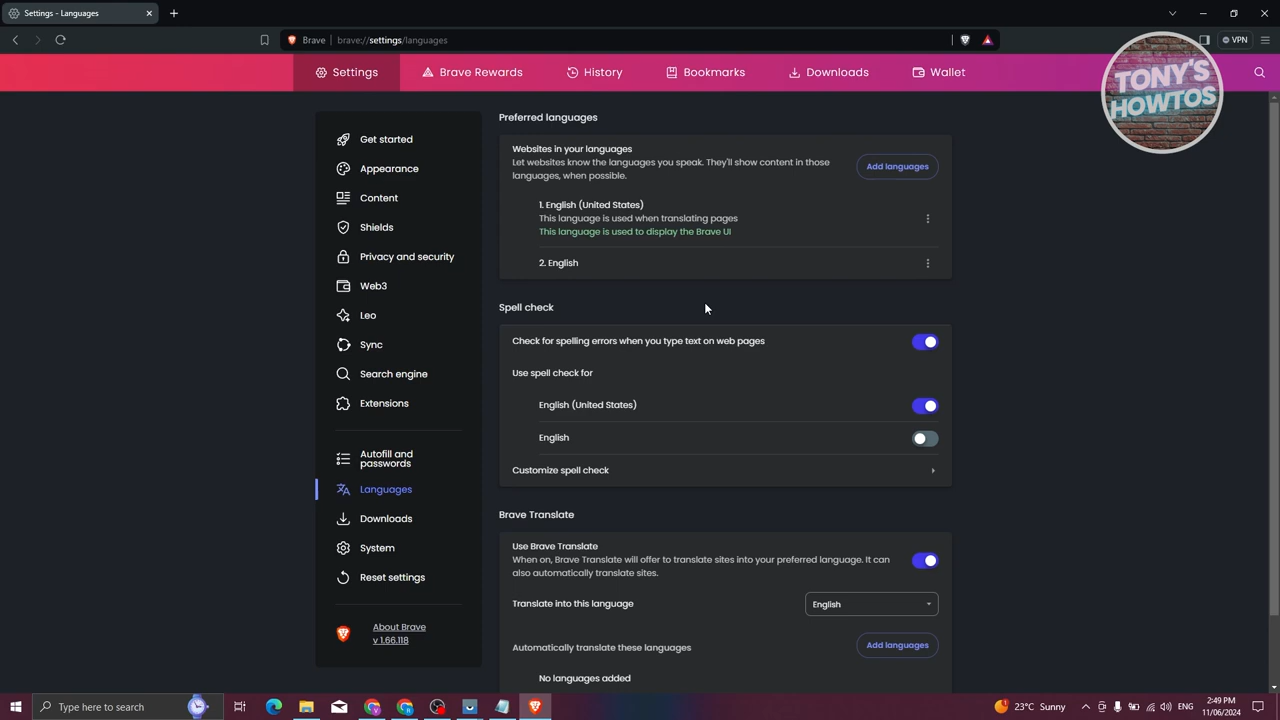 Settings - Languages
Brave
brave://settings/languages
VPN
Settings
Brave Rewards
History
Bookmarks
Downloads
Wallet
TONY'S
HOWTOS
Get started
Appearance
Content
Shields
Privacy and security
Web3
Leo
Sync
Search engine
Extensions
Autofill and
passwords
Languages
Downloads
System
Reset settings
About Brave
v 1.66.118
Preferred languages
Websites in your languages
Let websites know the languages you speak. They'll show content in those
languages, when possible.
Add languages
1. English (United States)
This language is used when translating pages
This language is used to display the Brave UI
2. English
Spell check
Check for spelling errors when you type text on web pages
Use spell check for
English (United States)
English
Customize spell check
Brave Translate
Use Brave Translate
When on, Brave Translate will offer to translate sites into your preferred language. It can
also automatically translate sites.
Translate into this language
English
Automatically translate these languages
Add languages
No languages added
Type here to search
23°C Sunny
ENG
2:49 PM
11/06/2024